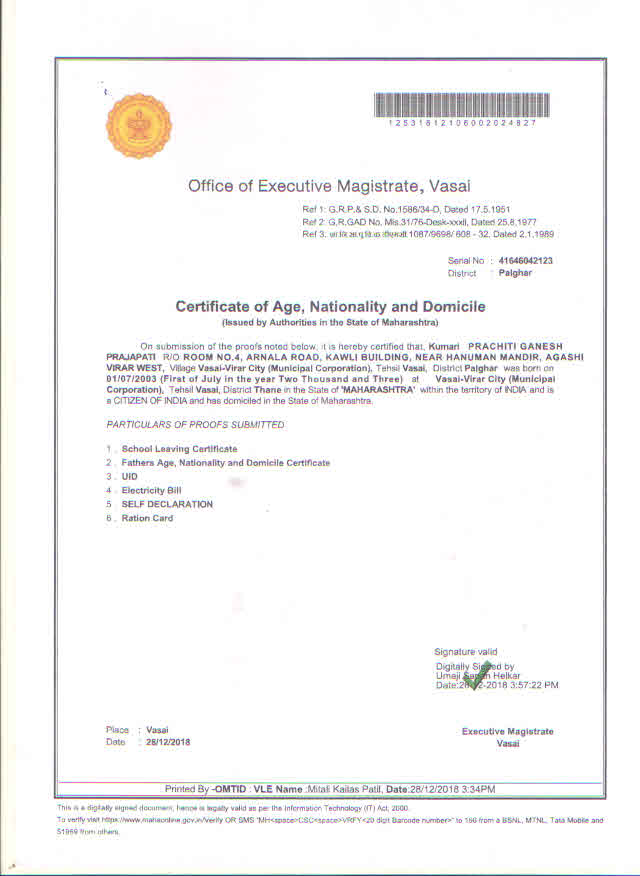 12531812106002024827
Office of Executive Magistrate, Vasai
Ref 1: G.R.P.& S.D. No.1586/34-D, Dated 17.5.1951
Ref 2: G.R.GAD No. Mis.31/76-Desk-xxxii, Dated 25.8.1977
Ref 3: 1087/9698/ 608 - 32, Dated 2.1.1989
Serial No : 41646042123
District : Palghar
Certificate of Age, Nationality and Domicile
(Issued by Authorities in the State of Maharashtra)
On submission of the proofs noted below, it is hereby certified that, Kumari PRACHITI GANESH
PRAJAPATI R/O ROOM NO.4, ARNALA ROAD, KAWLI BUILDING, NEAR HANUMAN MANDIR, AGASHI
VIRAR WEST, Village Vasai-Virar City (Municipal Corporation), Tehsil Vasai, District Palghar was born on
01/07/2003 (First of July in the year Two Thousand and Three) at Vasai-Virar City (Municipal
Corporation), Tehsil Vasai, District Thane in the State of 'MAHARASHTRA' within the territory of INDIA and is
a CITIZEN OF INDIA and has domiciled in the State of Maharashtra.
PARTICULARS OF PROOFS SUBMITTED
1 . School Leaving Certificate
2 . Fathers Age, Nationality and Domicile Certificate
3 . UID
4 . Electricity Bill
5 . SELF DECLARATION
6 . Ration Card
Signature valid
Digitally Signed by
Umaji Helkar
Date:28-12-2018 3:57:22 PM
Place : Vasai
Date : 28/12/2018
Executive Magistrate
Vasai
Printed By -OMTID : VLE Name :Mitali Kailas Patil, Date:28/12/2018 3:34PM
This is a digitally signed document, hence is legally valid as per the Information Technology (IT) Act, 2000.
To verify visit https://www.mahaonline.gov.in/Verify OR SMS "MH<space>CSC<space>VRFY<20 digit Barcode number>" to 166 from a BSNL, MTNL, Tata Mobile and
51969 from others.